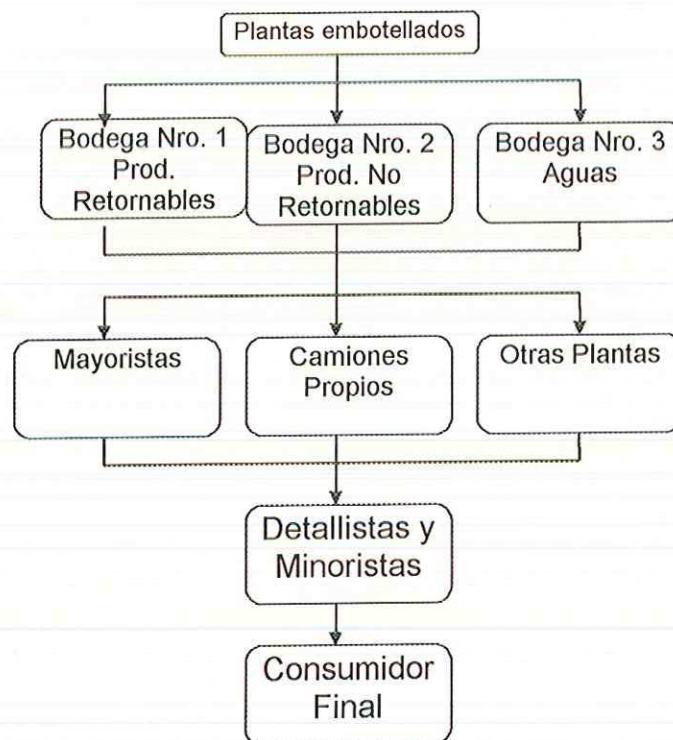 Plantas embotellados
Bodega Nro. 1
Prod.
Retornables
Bodega Nro. 2
Prod. No
Retornables
Bodega Nro. 3
Aguas
Mayoristas
Camiones
Propios
Otras Plantas
Detallistas y
Minoristas
Consumidor
Final